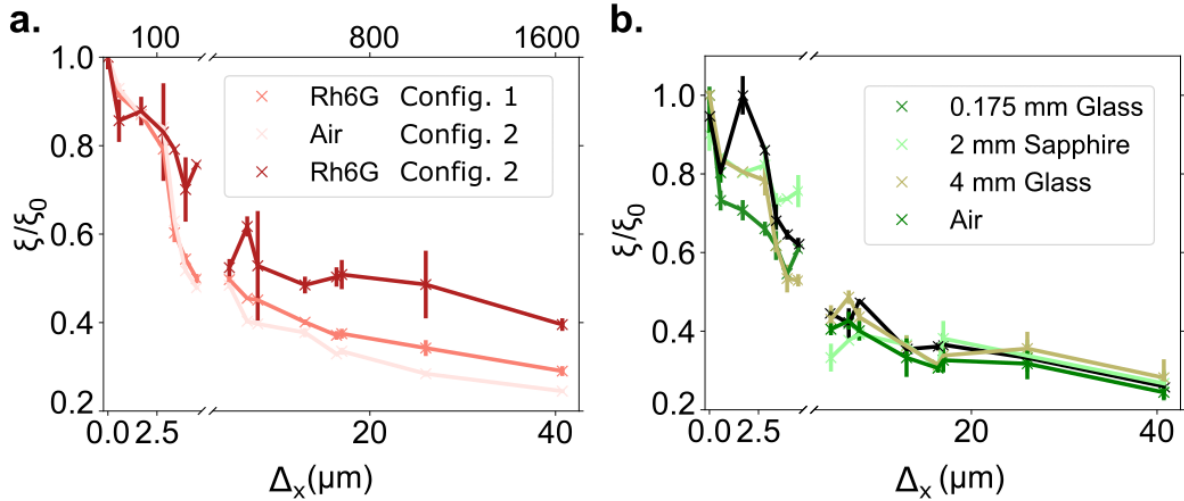 a.
100 800 1600
1.0
0.8
0.6
0.4
0.2
ξ/ξ0
Rh6G Config. 1
Air Config. 2
Rh6G Config. 2
0.0 2.5 20 40
Δx(μm)
b.
1.0
0.8
0.6
0.4
0.2
ξ/ξ0
0.175 mm Glass
2 mm Sapphire
4 mm Glass
Air
0.0 2.5 20 40
Δx(μm)